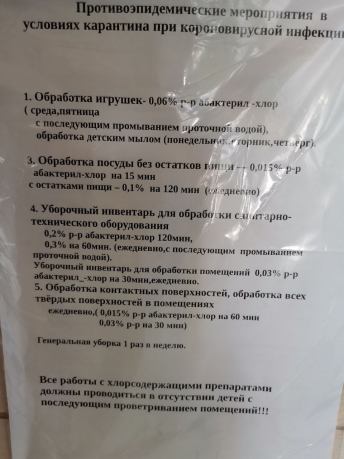 Противоэпидемические мероприятия в
условиях карантина при короновирусной инфекции
1. Обработка игрушек- 0,06% р-р абактерил -хлор
( среда,пятница
с последующим промыванием проточной водой),
обработка детским мылом (понедельник,вторник,четверг).
3. Обработка посуды без остатков пищи — 0,015% р-р
абактерил-хлор на 15 мин
с остатками пищи – 0,1% на 120 мин (ежедневно)
4. Уборочный инвентарь для обработки санитарно-
технического оборудования
0,2% р-р абактерил-хлор 120мин,
0,3% на 60мин. (ежедневно,с последующим промыванием
проточной водой).
Уборочный инвентарь для обработки помещений 0,03% р-р
абактерил_-хлор на 30мин,ежедневно.
5. Обработка контактных поверхностей, обработка всех
твёрдых поверхностей в помещениях
ежедневно,( 0,015% р-р абактерил-хлор на 60 мин
0,03% р-р на 30 мин)
Генеральная уборка 1 раз в неделю.
Все работы с хлорсодержащими препаратами
должны проводиться в отсутствии детей с
последующим проветриванием помещений!!!